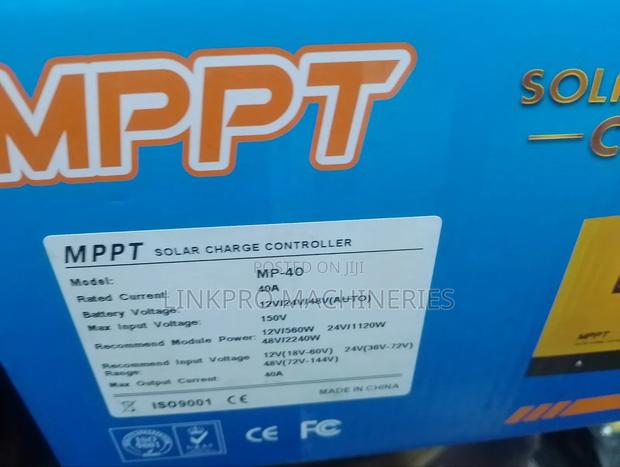 MPPT
SOL
C
MPPT SOLAR CHARGE CONTROLLER
Model: MP-40
Rated Current: 40A
Battery Voltage: 12V/24V/48V(AUTO)
Max Input Voltage: 150V
Recommend Module Power: 12V/560W 24V/1120W
48V/2240W
Recommend Input Voltage 12V(18V-60V) 24V(36V-72V)
Range: 48V(72V-144V)
Max Output Current: 40A
MADE IN CHINA
ISO9001 CE
ISO
CE FC
MPPT
POSTED ON JIJI
LINKPRO MACHINERIES